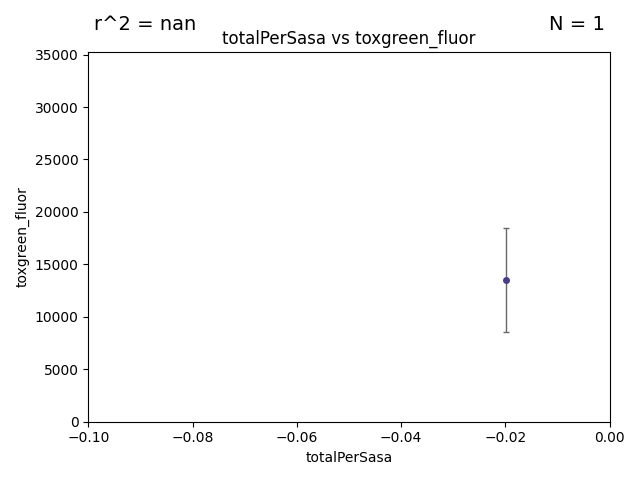 r^2 = nan
N = 1
totalPerSasa vs toxgreen_fluor
35000
30000
25000
20000
15000
10000
5000
0
toxgreen_fluor
−0.10
−0.08
−0.06
−0.04
−0.02
0.00
totalPerSasa